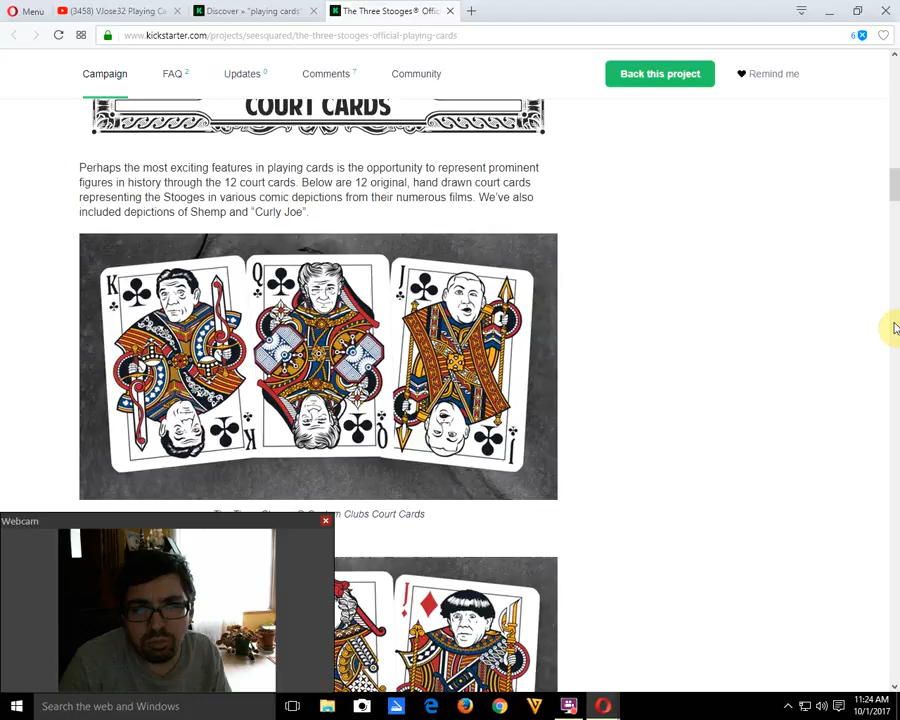 Menu
(3458) VJose32 Playing Ca
Discover » "playing cards"
The Three Stooges® Offic
www.kickstarter.com/projects/seesquared/the-three-stooges-official-playing-cards
6
Campaign
FAQ 2
Updates 0
Comments 7
Community
Back this project
Remind me
COURT CARDS
Perhaps the most exciting features in playing cards is the opportunity to represent prominent
figures in history through the 12 court cards. Below are 12 original, hand drawn court cards
representing the Stooges in various comic depictions from their numerous films. We've also
included depictions of Shemp and "Curly Joe".
K
Q
J
K
Q
J
Clubs Court Cards
Webcam
J
Search the web and Windows
11:24 AM
10/1/2017